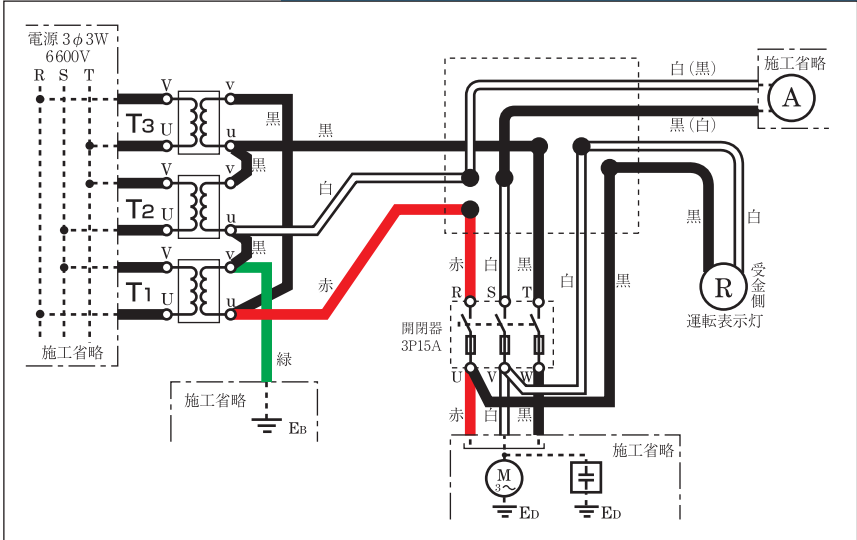 電源 3φ3W
6600V
R S T
V
v
T3
U
u
黒
黒
V
v
黒
T2
U
u
白
V
v
黒
T1
U
u
赤
施工省略
緑
施工省略
EB
白(黒)
黒(白)
施工省略
A
赤 白 黒
R S T
開閉器
3P15A
U V W
赤 白 黒
白
黒
黒
白
R
受金側
運転表示灯
施工省略
M
3~
ED
ED